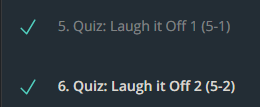 5. Quiz: Laugh it Off 1 (5-1)
6. Quiz: Laugh it Off 2 (5-2)